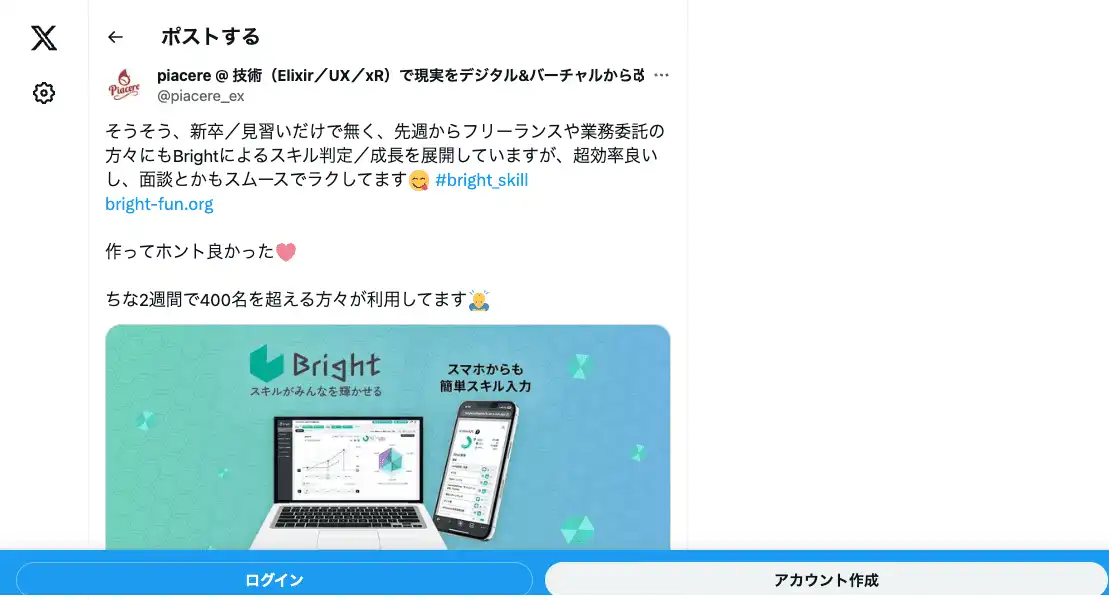 ポストする
piacere @ 技術（Elixir／UX／xR）で現実をデジタル&バーチャルから改
@piacere_ex
そうそう、新卒／見習いだけで無く、先週からフリーランスや業務委託の
方々にもBrightによるスキル判定／成長を展開していますが、超効率良い
し、面談とかもスムースでラクしてます😋 #bright_skill
bright-fun.org
作ってホント良かった❤️
ちな2週間で400名を超える方々が利用してます🙇
Bright
スキルがみんなを輝かせる
スマホからも
簡単スキル入力
ログイン
アカウント作成